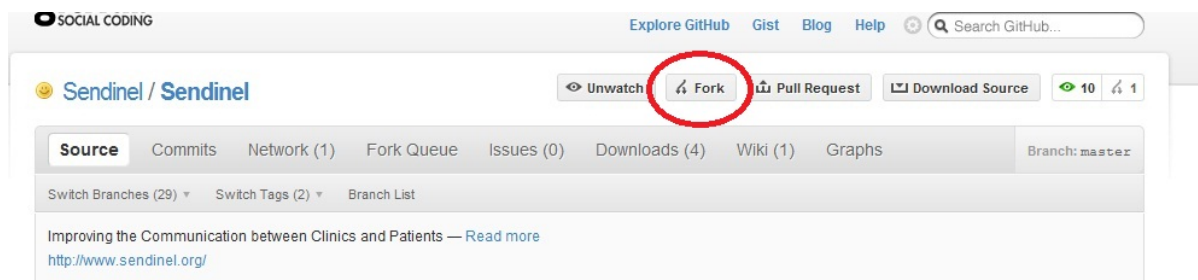 SOCIAL CODING
Explore GitHub Gist Blog Help Search GitHub...
Sendinel / Sendinel Unwatch Fork Pull Request Download Source 10 1
Source Commits Network (1) Fork Queue Issues (0) Downloads (4) Wiki (1) Graphs Branch: master
Switch Branches (29) Switch Tags (2) Branch List
Improving the Communication between Clinics and Patients — Read more
http://www.sendinel.org/